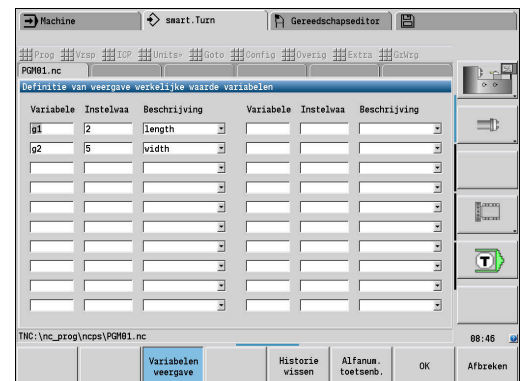 Machine smart.Turn Gereedschapseditor
Prog Vrsp ICP Units» Goto Config Overig Extra GrWrg
PGM01.nc
Definitie van weergave werkelijke waarde variabelen
Variabele Instelwaa Beschrijving Variabele Instelwaa Beschrijving
g1 2 length
g2 5 width
T
TNC:\nc_prog\ncps\PGM01.nc 08:46
Variabelen weergave Historie wissen Alfanum. toetsenb. OK Afbreken